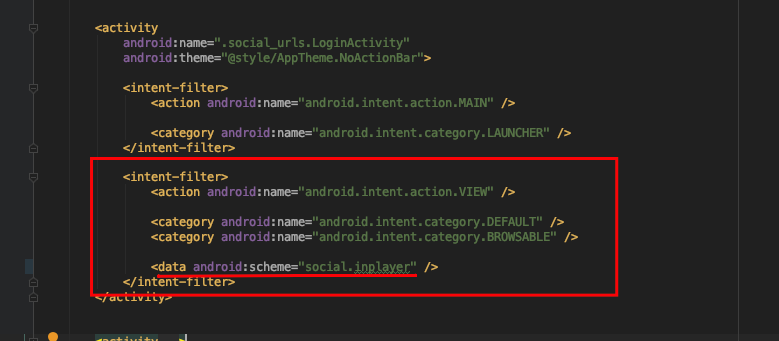 <activity
android:name=".social_urls.LoginActivity"
android:theme="@style/AppTheme.NoActionBar">
<intent-filter>
<action android:name="android.intent.action.MAIN" />
<category android:name="android.intent.category.LAUNCHER" />
</intent-filter>
<intent-filter>
<action android:name="android.intent.action.VIEW" />
<category android:name="android.intent.category.DEFAULT" />
<category android:name="android.intent.category.BROWSABLE" />
<data android:scheme="social.inplayer" />
</intent-filter>
</activity>
<activity